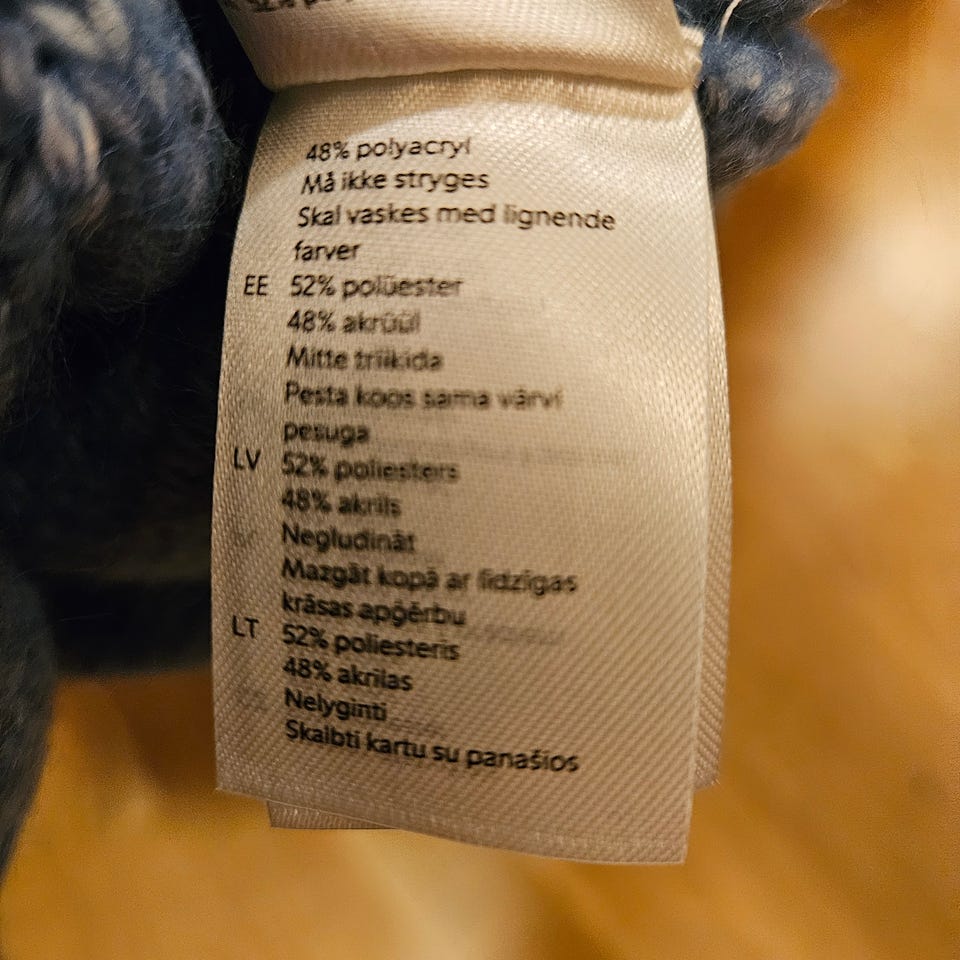 52%
48% polyacryl
Må ikke stryges
Skal vaskes med lignende
farver
EE 52% polüester
48% akrüül
Mitte triikida
Pesta koos sama värvi
pesuga
LV 52% poliesters
48% akrils
Negludināt
Mazgāt kopā ar līdzīgas
krāsas apģērbu
LT 52% poliesteris
48% akrilas
Nelyginti
Skalbti kartu su panašios